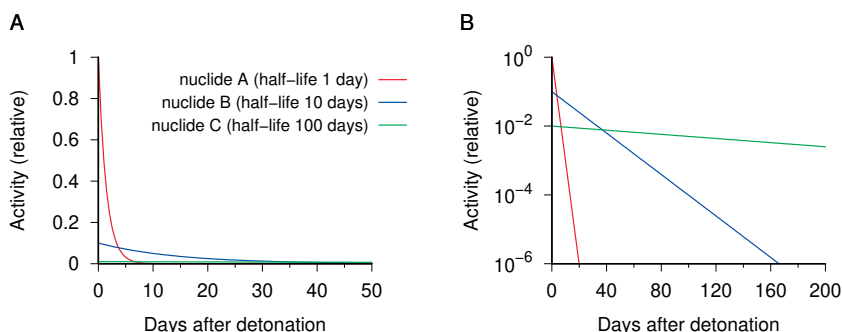 A
Activity (relative)
1
0.8
0.6
0.4
0.2
0
nuclide A (half−life 1 day)
nuclide B (half−life 10 days)
nuclide C (half−life 100 days)
0 10 20 30 40 50
Days after detonation
B
Activity (relative)
10⁰
10⁻²
10⁻⁴
10⁻⁶
0 40 80 120 160 200
Days after detonation